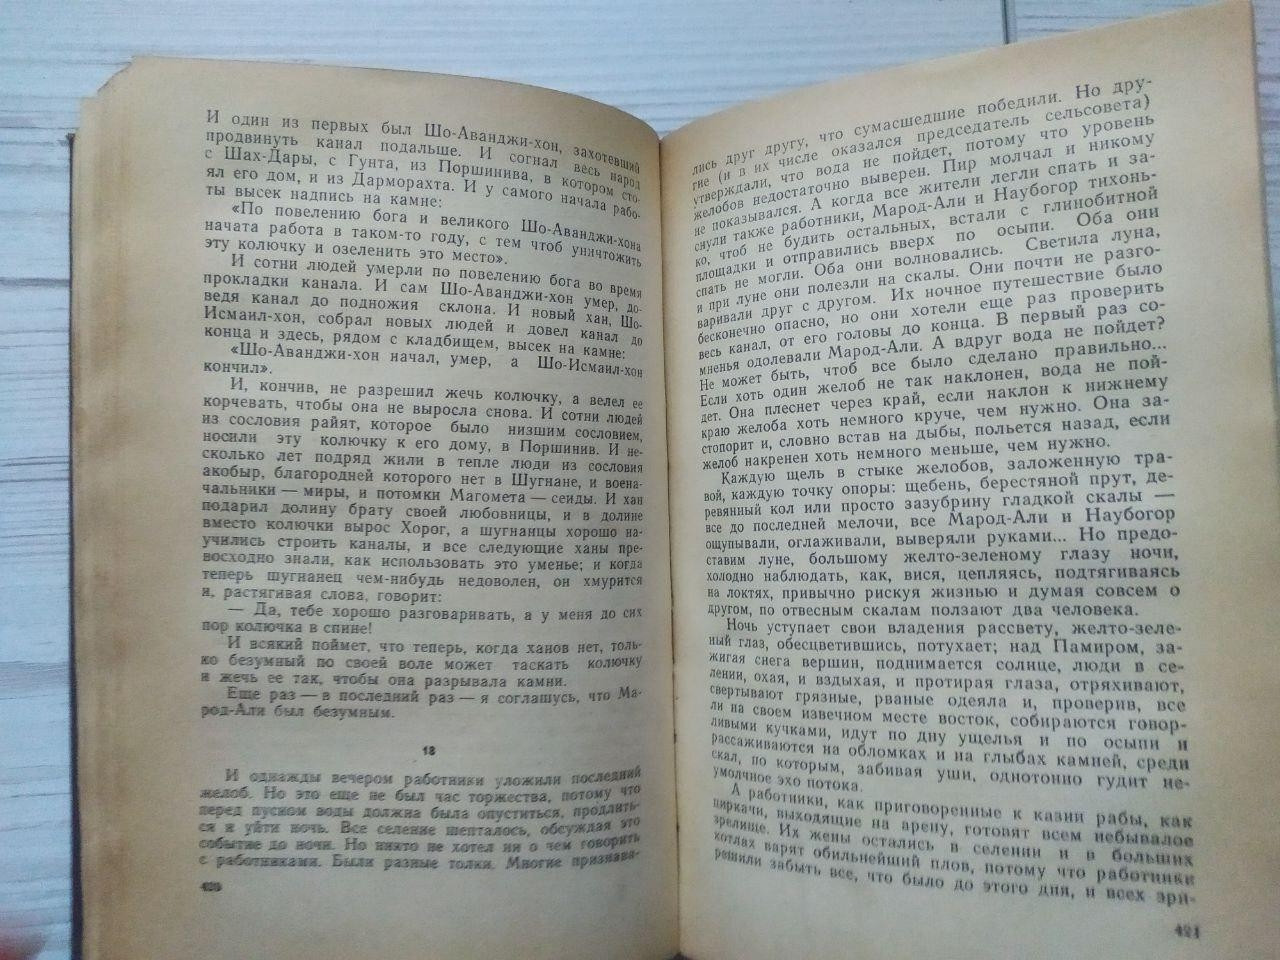 И один из первых был Шо-Аванджи-хон, захотевший
продвинуть канал подальше. И согнал весь народ
с Шах-Дары, с Гунта, из Поршинива, в котором сто-
ял его дом, и из Дарморахта. И у самого начала рабо-
ты высек надпись на камне:
«По повелению бога и великого Шо-Аванджи-хона
начата работа в таком-то году, с тем чтоб уничтожить
эту колючку и озеленить это место».
И сотни людей умерли по повелению бога во время
прокладки канала. И сам Шо-Аванджи-хон умер, до-
ведя канал до подножия склона. И новый хан, Шо-
Исмаил-хон, собрал новых людей и довел канал до
конца и здесь, рядом с кладбищем, высек на камне:
«Шо-Аванджи-хон начал, умер, а Шо-Исмаил-хон
кончил».
И, кончив, не разрешил жечь колючку, а велел ее
корчевать, чтобы она не выросла снова. И сотни людей
из сословия райят, которое было низшим сословием,
носили эту колючку к его дому, в Поршинив. И не-
сколько лет подряд жили в тепле люди из сословия
акобыр, благородней которого нет в Шугнане, и воена-
чальники — миры, и потомки Магомета — сеиды. И хан
подарил долину брату своей любовницы, и в долине
вместо колючки вырос Хорог, а шугнанцы хорошо на-
учились строить каналы, и все следующие ханы пре-
восходно знали, как использовать это уменье; и когда
теперь шугнанец чем-нибудь недоволен, он хмурится
и, растягивая слова, говорит:
— Да, тебе хорошо разговаривать, а у меня до сих
пор колючка в спине!
И всякий поймет, что теперь, когда ханов нет, толь-
ко безумный по своей воле может таскать колючку
и жечь ее так, чтобы она разрывала камни.
Еще раз — в последний раз — я соглашусь, что Ма-
род-Али был безумным.
18
И однажды вечером работники уложили последний
желоб. Но это еще не был час торжества, потому что
перед пуском воды должна была опуститься, продлить-
ся и уйти ночь. Все селение шепталось, обсуждая это
событие до ночи. Но никто не хотел ни о чем говорить
с работниками. Были разные толки. Многие признава-
420
лись друг другу, что сумасшедшие победили. Но дру-
гие (и в их числе оказался председатель сельсовета)
утверждали, что вода не пойдет, потому что уровень
желобов недостаточно выверен. Пир молчал и никому
не показывался. А когда все жители легли спать и за-
снули также работники, Марод-Али и Наубогор тихонь-
ко, чтоб не будить остальных, встали с глинобитной
площадки и отправились вверх по осыпи. Оба они
спать не могли. Оба они волновались. Светила луна,
и при луне они полезли на скалы. Они почти не разго-
варивали друг с другом. Их ночное путешествие было
бесконечно опасно, но они хотели еще раз проверить
весь канал, от его головы до конца. В первый раз со-
мненья одолевали Марод-Али. А вдруг вода не пойдет?
Не может быть, чтоб все было сделано правильно...
Если хоть один желоб не так наклонен, вода не пой-
дет. Она плеснет через край, если наклон к нижнему
краю желоба хоть немного круче, чем нужно. Она за-
стопорит и, словно встав на дыбы, польется назад, если
желоб накренен хоть немного меньше, чем нужно.
Каждую щель в стыке желобов, заложенную тра-
вой, каждую точку опоры: щебень, берестяной прут, де-
ревянный кол или просто зазубрину гладкой скалы —
все до последней мелочи, все Марод-Али и Наубогор
ощупывали, оглаживали, выверяли руками... Но предо-
ставим луне, большому желто-зеленому глазу ночи,
холодно наблюдать, как, вися, цепляясь, подтягиваясь
на локтях, привычно рискуя жизнью и думая совсем о
другом, по отвесным скалам ползают два человека.
Ночь уступает свои владения рассвету, желто-зеле-
ный глаз, обесцветившись, потухает; над Памиром, за-
жигая снега вершин, поднимается солнце, люди в се-
лении, охая, и вздыхая, и протирая глаза, отряхивают,
свертывают грязные, рваные одеяла и, проверив, все
ли на своем извечном месте восток, собираются говор-
ливыми кучками, идут по дну ущелья и по осыпи и
рассаживаются на обломках и на глыбах камней, среди
скал, по которым, забивая уши, однотонно гудит не-
умолчное эхо потока.
А работники, как приговоренные к казни рабы, как
циркачи, выходящие на арену, готовят всем небывалое
зрелище. Их жены остались в селении и в больших
котлах варят обильнейший плов, потому что работники
решили забыть все, что было до этого дня, и всех зри-
421